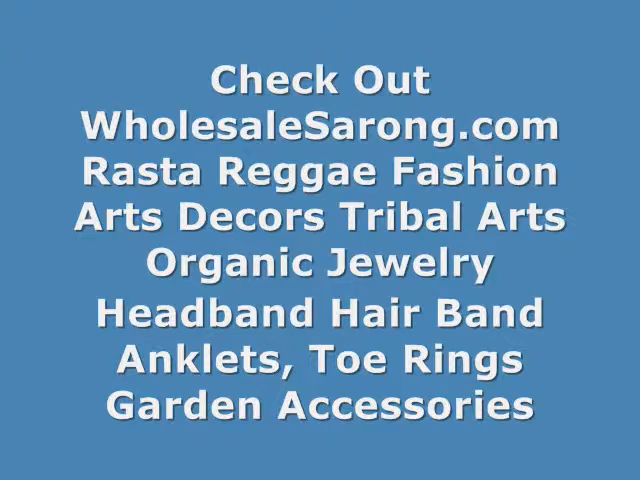 Check Out
WholesaleSarong.com
Rasta Reggae Fashion
Arts Decors Tribal Arts
Organic Jewelry
Headband Hair Band
Anklets, Toe Rings
Garden Accessories